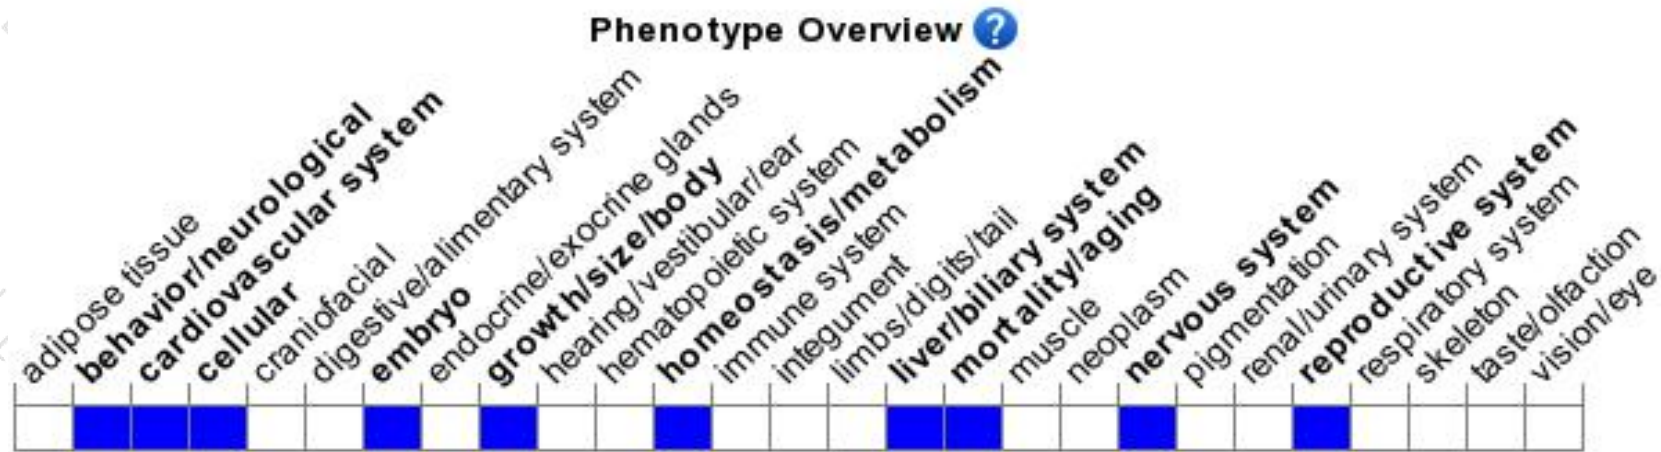 Phenotype Overview ?
adipose tissue
behavior/neurological
cardiovascular system
cellular
craniofacial
digestive/alimentary system
embryo
endocrine/exocrine glands
growth/size/body
hearing/vestibular/ear
hematopoietic system
homeostasis/metabolism
immune system
integument
limbs/digits/tail
liver/biliary system
mortality/aging
muscle
neoplasm
nervous system
pigmentation
renal/urinary system
reproductive system
respiratory system
skeleton
taste/olfaction
vision/eye